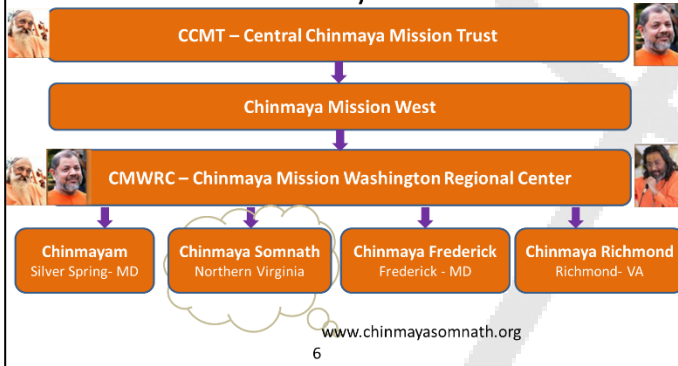 CCMT – Central Chinmaya Mission Trust
Chinmaya Mission West
CMWRC – Chinmaya Mission Washington Regional Center
Chinmayam
Silver Spring- MD
Chinmaya Somnath
Northern Virginia
Chinmaya Frederick
Frederick - MD
Chinmaya Richmond
Richmond- VA
www.chinmayasomnath.org
6